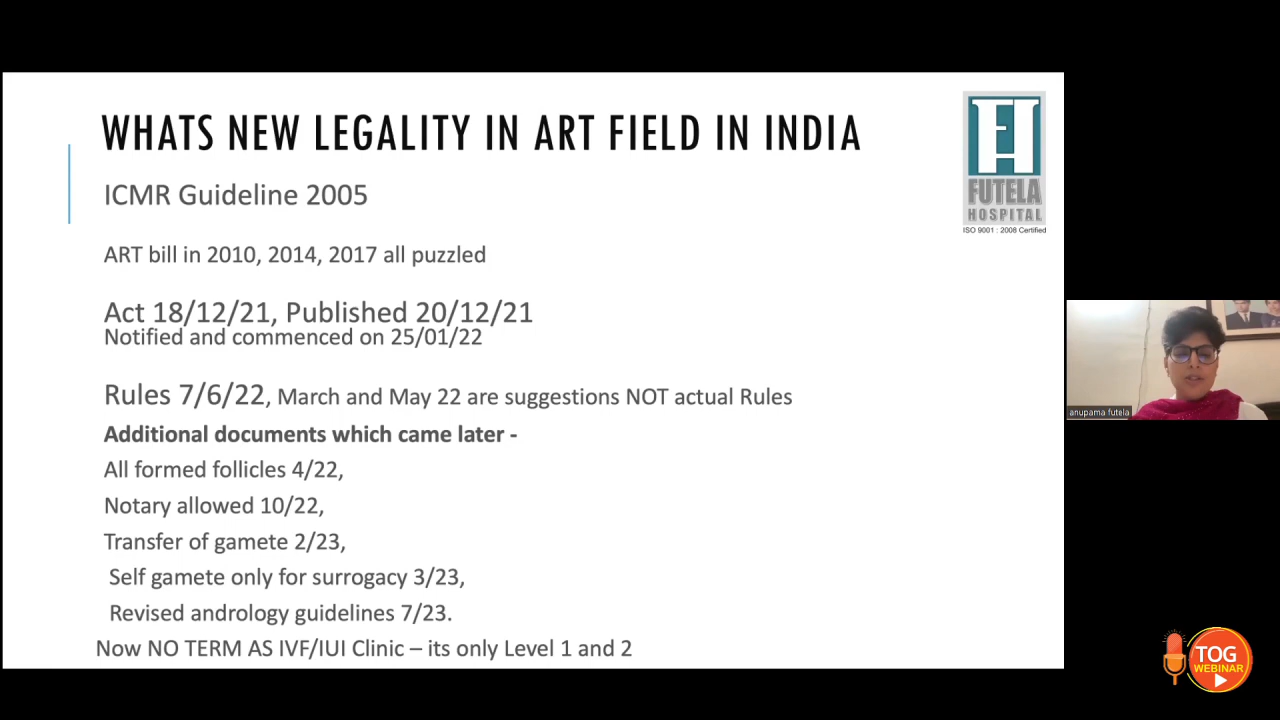 WHATS NEW LEGALITY IN ART FIELD IN INDIA
ICMR Guideline 2005
ART bill in 2010, 2014, 2017 all puzzled
Act 18/12/21, Published 20/12/21
Notified and commenced on 25/01/22
Rules 7/6/22, March and May 22 are suggestions NOT actual Rules
Additional documents which came later -
All formed follicles 4/22,
Notary allowed 10/22,
Transfer of gamete 2/23,
Self gamete only for surrogacy 3/23,
Revised andrology guidelines 7/23.
Now NO TERM AS IVF/IUI Clinic – its only Level 1 and 2
FH
FUTELA
HOSPITAL
ISO 9001 : 2008 Certified
anupama futela
TOG
WEBINAR